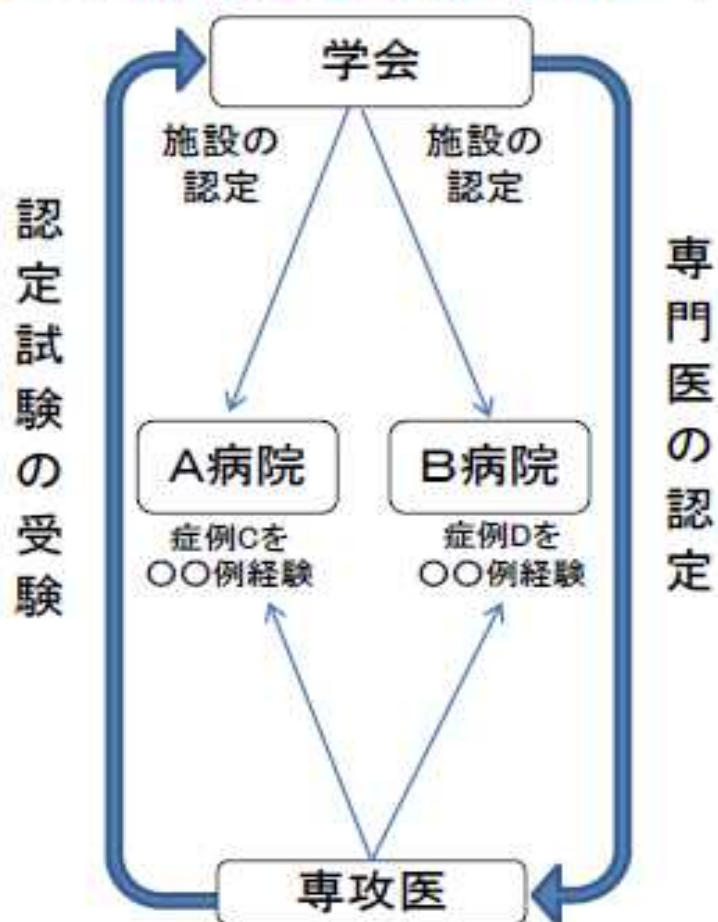 学会
施設の
認定
施設の
認定
認定試験の受験
専門医の認定
A病院
B病院
症例Cを
〇〇例経験
症例Dを
〇〇例経験
専攻医